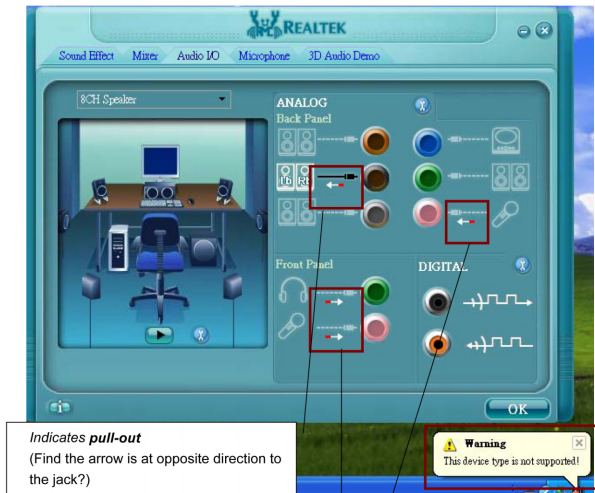 REALTEK
Sound Effect Mixer Audio I/O Microphone 3D Audio Demo
8CH Speaker
ANALOG
Back Panel
Lb Rb
Front Panel
DIGITAL
OK
Indicates pull-out
(Find the arrow is at opposite direction to
the jack?)
Warning
This device type is not supported!